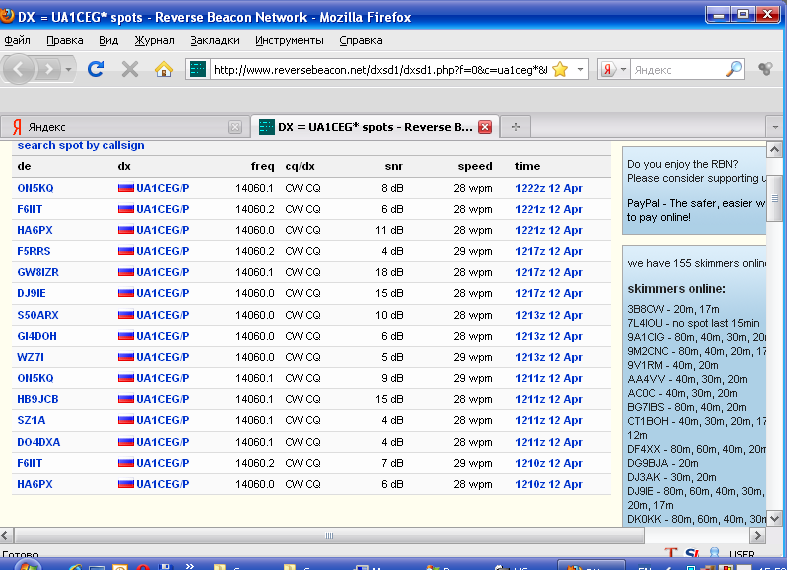 DX = UA1CEG* spots - Reverse Beacon Network - Mozilla Firefox
Файл Правка Вид Журнал Закладки Инструменты Справка
http://www.reversebeacon.net/dxsd1/dxsd1.php?f=0&c=ua1ceg*&
Яндекс
Яндекс
DX = UA1CEG* spots - Reverse B...
search spot by callsign
de dx freq cq/dx snr speed time
ON5KQ UA1CEG/P 14060.1 CW CQ 8 dB 28 wpm 1222z 12 Apr
F6IIT UA1CEG/P 14060.2 CW CQ 6 dB 28 wpm 1221z 12 Apr
HA6PX UA1CEG/P 14060.0 CW CQ 11 dB 28 wpm 1221z 12 Apr
F5RRS UA1CEG/P 14060.2 CW CQ 4 dB 29 wpm 1217z 12 Apr
GW8IZR UA1CEG/P 14060.1 CW CQ 18 dB 28 wpm 1217z 12 Apr
DJ9IE UA1CEG/P 14060.1 CW CQ 15 dB 28 wpm 1217z 12 Apr
S50ARX UA1CEG/P 14060.1 CW CQ 10 dB 28 wpm 1213z 12 Apr
GI4DOH UA1CEG/P 14060.1 CW CQ 6 dB 28 wpm 1213z 12 Apr
WZ7I UA1CEG/P 14060.0 CW CQ 5 dB 29 wpm 1213z 12 Apr
ON5KQ UA1CEG/P 14060.1 CW CQ 9 dB 29 wpm 1211z 12 Apr
HB9JCB UA1CEG/P 14060.1 CW CQ 15 dB 28 wpm 1211z 12 Apr
SZ1A UA1CEG/P 14060.1 CW CQ 4 dB 28 wpm 1211z 12 Apr
DO4DXA UA1CEG/P 14060.1 CW CQ 4 dB 28 wpm 1211z 12 Apr
F6IIT UA1CEG/P 14060.2 CW CQ 7 dB 29 wpm 1210z 12 Apr
HA6PX UA1CEG/P 14060.0 CW CQ 6 dB 28 wpm 1210z 12 Apr
Do you enjoy the RBN?
Please consider supporting u
PayPal - The safer, easier w
to pay online!
we have 155 skimmers online
skimmers online:
3B8CW - 20m, 17m
7L4IOU - no spot last 15min
9A1CIG - 80m, 40m, 30m, 20
9M2CNC - 80m, 40m, 20m, 17
9V1RM - 40m, 20m
AA4VV - 40m, 30m, 20m
AC0C - 40m, 30m, 20m
BG7IBS - 80m, 40m, 20m
CT1BOH - 40m, 30m, 20m, 17
12m
DF4XX - 80m, 60m, 40m, 20m
DG9BJA - 20m
DJ3AK - 30m, 20m
DJ9IE - 80m, 60m, 40m, 30m,
20m, 17m
DK0KK - 80m, 60m, 40m, 30m
Готово
USER